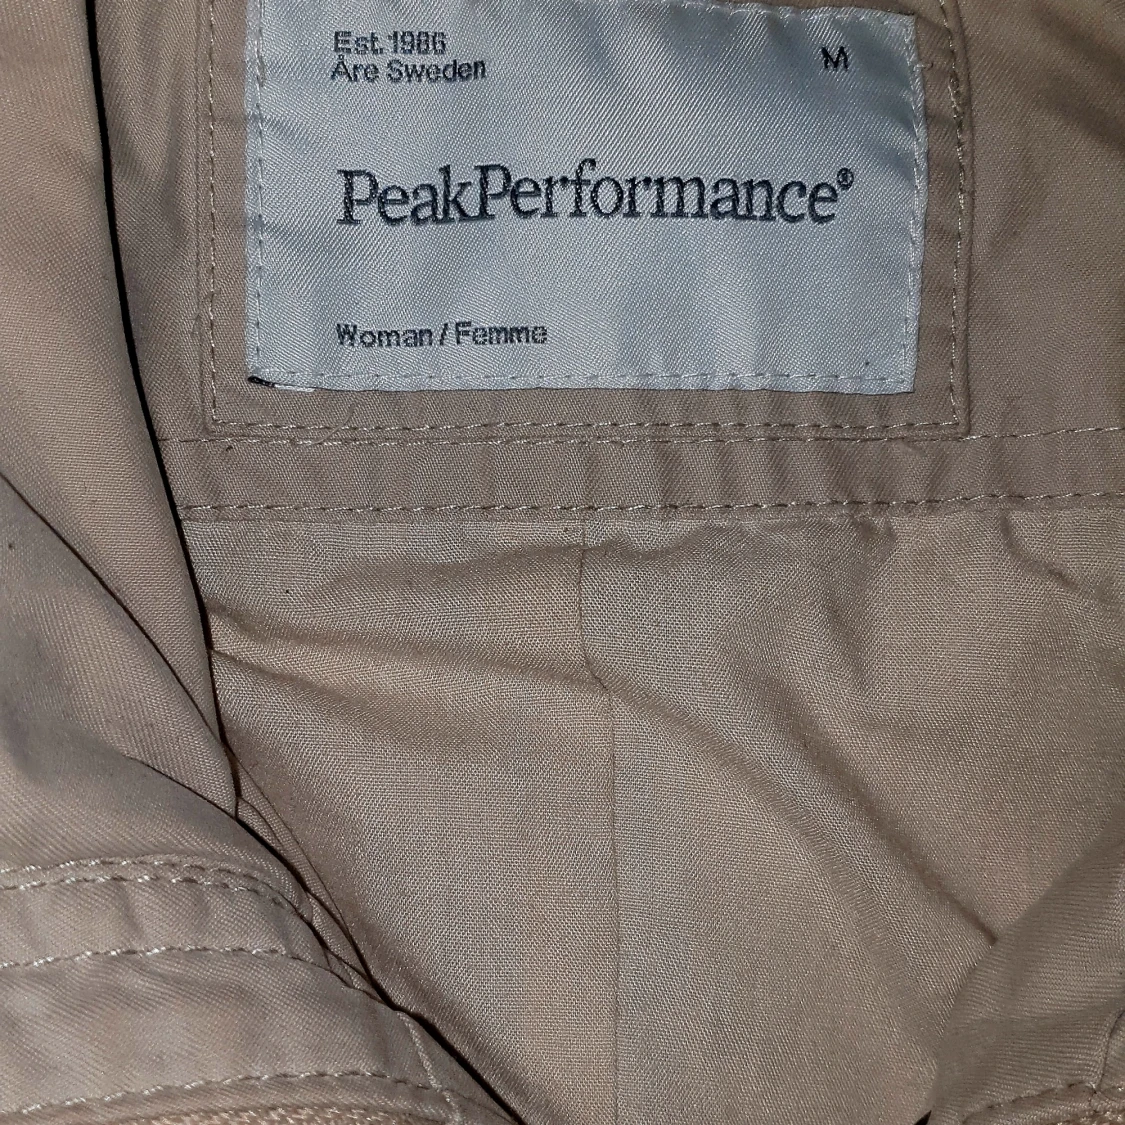 Est. 1986
Åre Sweden
M
PeakPerformance®
Woman / Femme